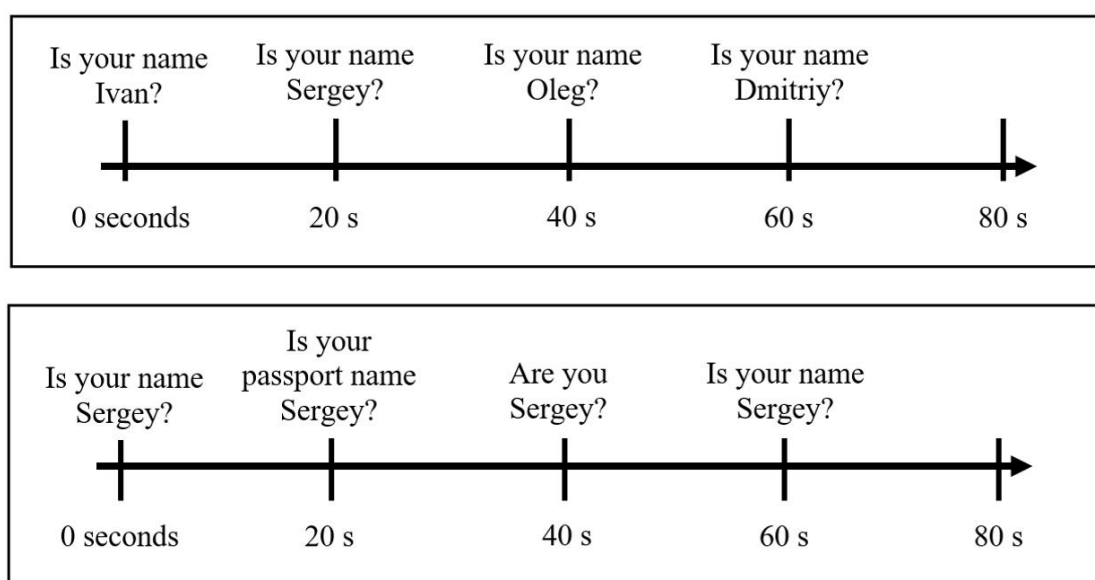 Is your name
Ivan?
Is your name
Sergey?
Is your name
Oleg?
Is your name
Dmitriy?
0 seconds
20 s
40 s
60 s
80 s
Is your name
Sergey?
Is your
passport name
Sergey?
Are you
Sergey?
Is your name
Sergey?
0 seconds
20 s
40 s
60 s
80 s